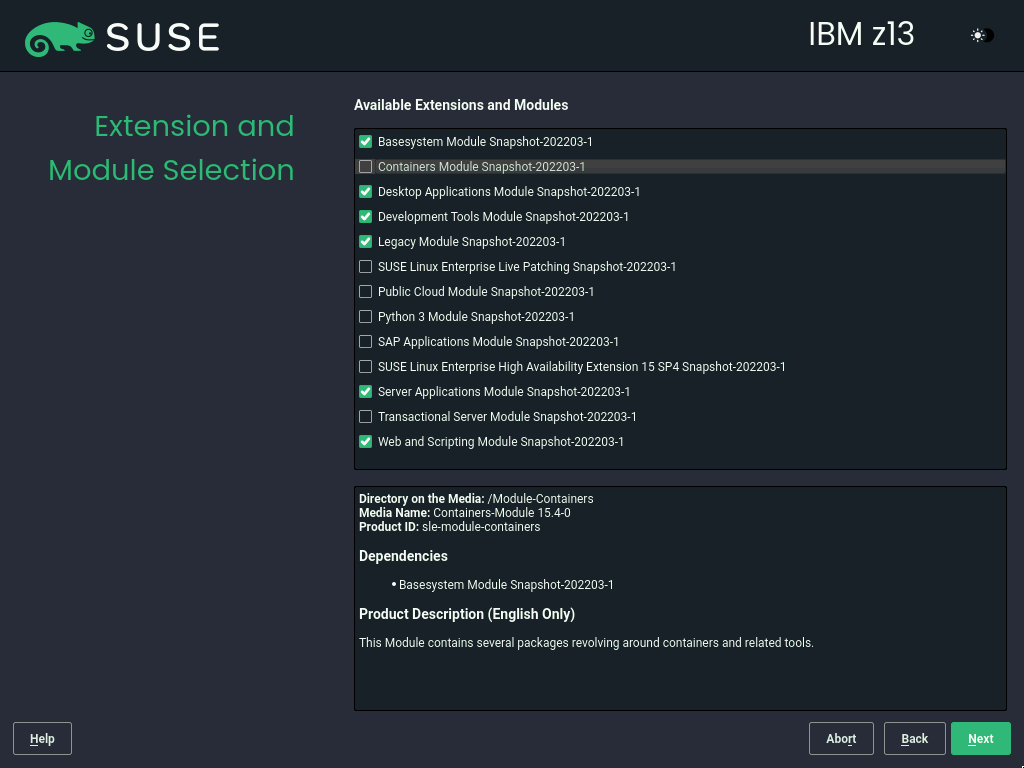 SUSE
IBM z13
Extension and
Module Selection
Available Extensions and Modules
Basesystem Module Snapshot-202203-1
Containers Module Snapshot-202203-1
Desktop Applications Module Snapshot-202203-1
Development Tools Module Snapshot-202203-1
Legacy Module Snapshot-202203-1
SUSE Linux Enterprise Live Patching Snapshot-202203-1
Public Cloud Module Snapshot-202203-1
Python 3 Module Snapshot-202203-1
SAP Applications Module Snapshot-202203-1
SUSE Linux Enterprise High Availability Extension 15 SP4 Snapshot-202203-1
Server Applications Module Snapshot-202203-1
Transactional Server Module Snapshot-202203-1
Web and Scripting Module Snapshot-202203-1
Directory on the Media: /Module-Containers
Media Name: Containers-Module 15.4-0
Product ID: sle-module-containers
Dependencies
• Basesystem Module Snapshot-202203-1
Product Description (English Only)
This Module contains several packages revolving around containers and related tools.
Help
Abort
Back
Next